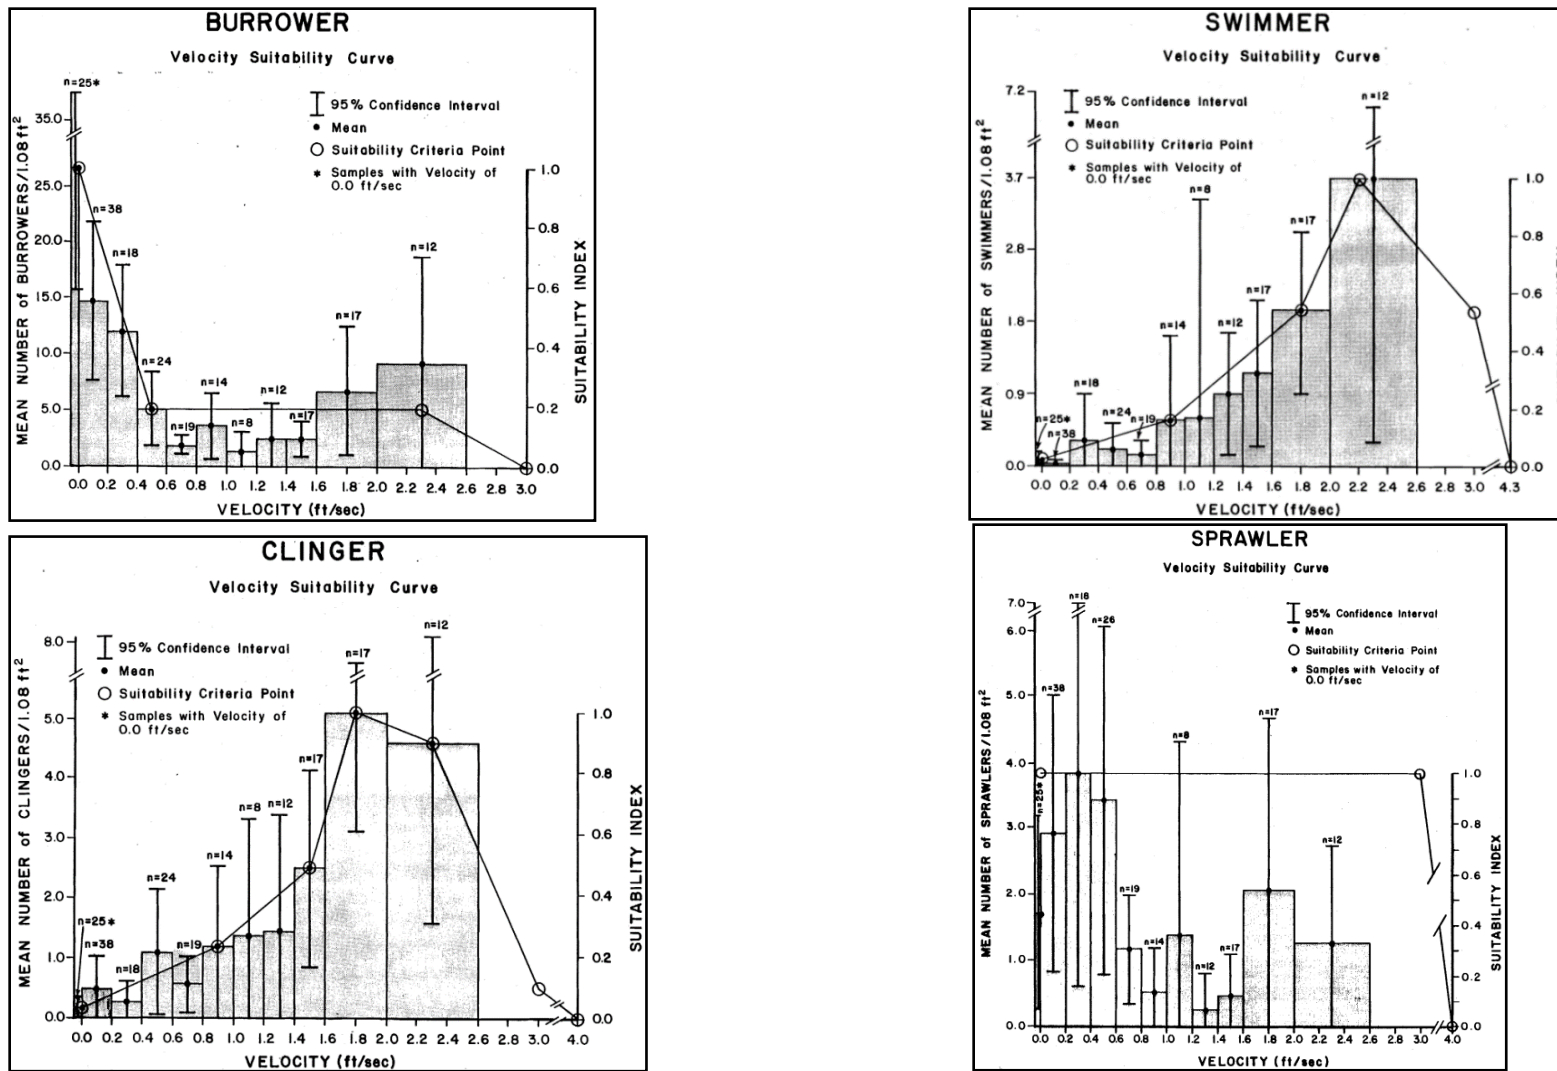 BURROWER
Velocity Suitability Curve
n=25*
95% Confidence Interval
Mean
Suitability Criteria Point
* Samples with Velocity of
0.0 ft/sec
MEAN NUMBER of BURROWERS/1.08 ft²
35.0
25.0
20.0
15.0
10.0
5.0
0.0
n=38
n=18
n=24
n=19
n=14
n=8
n=12
n=17
n=17
n=12
1.0
0.8
0.6
0.4
0.2
0.0
SUITABILITY INDEX
0.0 0.2 0.4 0.6 0.8 1.0 1.2 1.4 1.6 1.8 2.0 2.2 2.4 2.6 3.0
VELOCITY (ft/sec)
SWIMMER
Velocity Suitability Curve
95% Confidence Interval
Mean
Suitability Criteria Point
* Samples with Velocity of
0.0 ft/sec
MEAN NUMBER of SWIMMERS/1.08 ft²
7.2
3.7
2.8
1.8
0.9
0.0
n=25*
n=38
n=18
n=24
n=19
n=14
n=8
n=12
n=17
n=17
n=12
1.0
0.8
0.6
0.4
0.2
0.0
0.0 0.2 0.4 0.6 0.8 1.0 1.2 1.4 1.6 1.8 2.0 2.2 2.4 2.6 2.8 3.0 4.3
VELOCITY (ft/sec)
CLINGER
Velocity Suitability Curve
95% Confidence Interval
Mean
Suitability Criteria Point
* Samples with Velocity of
0.0 ft/sec
MEAN NUMBER of CLINGERS/1.08 ft²
8.0
5.0
4.0
3.0
2.0
1.0
0.0
n=25*
n=38
n=18
n=24
n=19
n=14
n=8
n=12
n=17
n=17
n=12
1.0
0.8
0.6
0.4
0.2
0.0
SUITABILITY INDEX
0.0 0.2 0.4 0.6 0.8 1.0 1.2 1.4 1.6 1.8 2.0 2.2 2.4 2.6 3.0 4.0
VELOCITY (ft/sec)
SPRAWLER
Velocity Suitability Curve
95% Confidence Interval
Mean
Suitability Criteria Point
* Samples with Velocity of
0.0 ft/sec
MEAN NUMBER of SPRAWLERS/1.08 ft²
7.0
6.0
5.0
4.0
3.0
2.0
1.0
0.0
n=25*
n=38
n=18
n=26
n=19
n=14
n=8
n=12
n=17
n=17
n=12
1.0
0.8
0.6
0.4
0.2
0.0
SUITABILITY INDEX
0.0 0.2 0.4 0.6 0.8 1.0 1.2 1.4 1.6 1.8 2.0 2.2 2.4 2.6 3.0 4.0
VELOCITY (ft/sec)